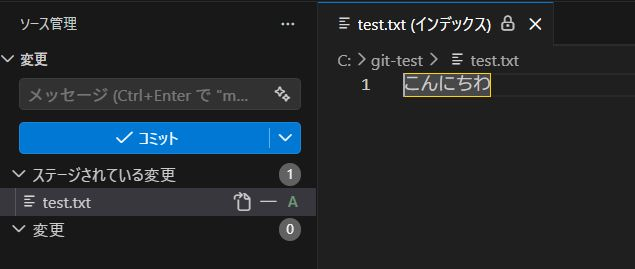 ソース管理
変更
メッセージ (Ctrl+Enter で "m...
コミット
ステージされている変更 1
test.txt A
変更 0
test.txt (インデックス)
C: > git-test > test.txt
1 こんにちわ